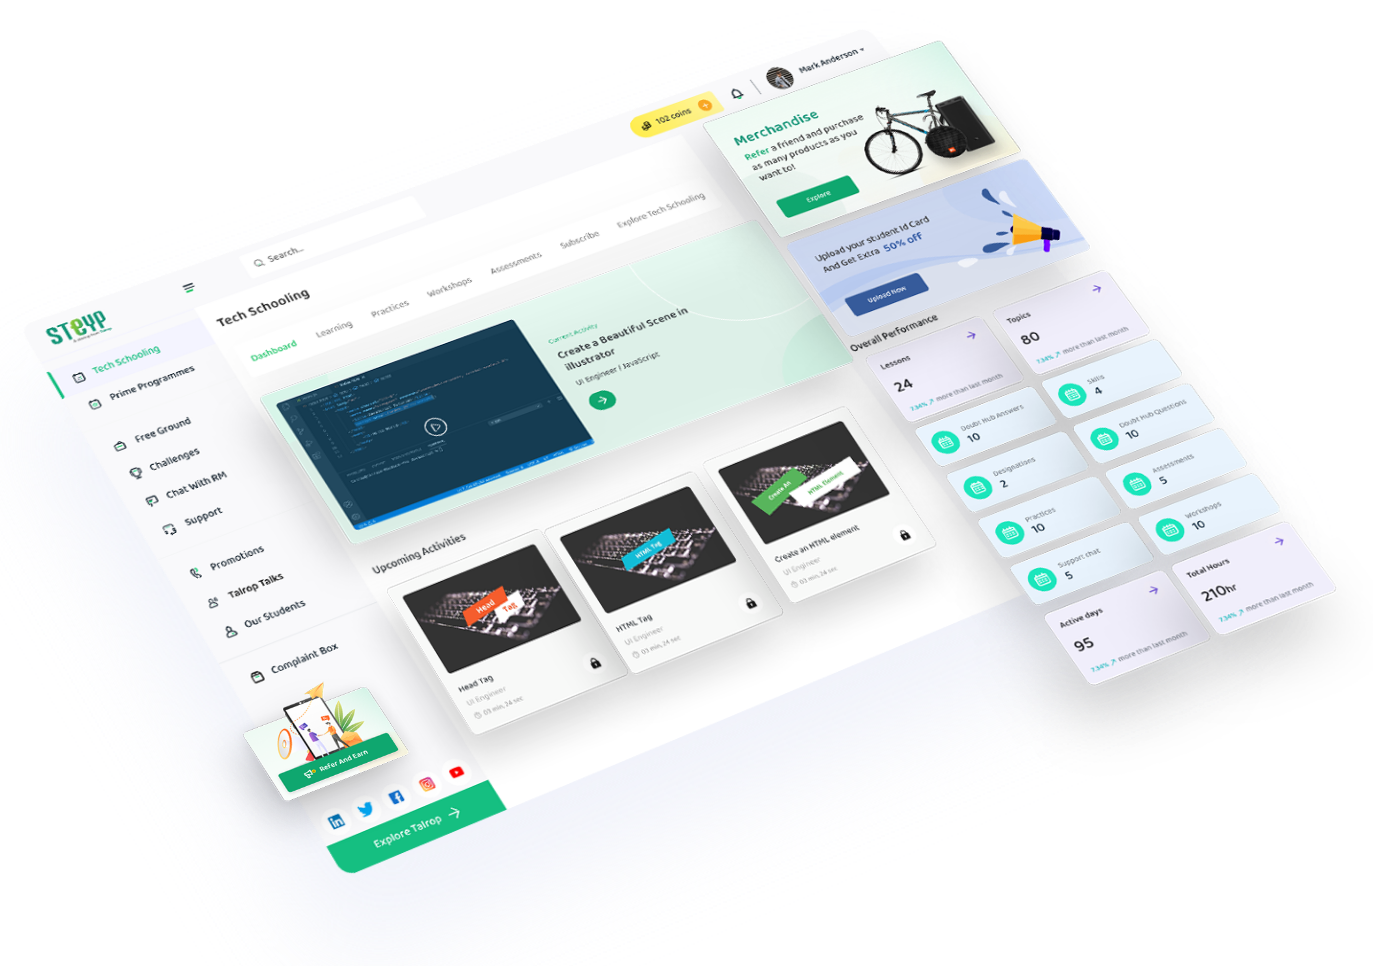 STEYP
Tech Schooling
Prime Programmes
Free Ground
Challenges
Chat With RM
Support
Promotions
Talrop Talks
Our Students
Complaint Box
Refer And Earn
Explore Talrop
Search...
102 coins
Mark Anderson
Tech Schooling
Dashboard
Learning
Practices
Workshops
Assessments
Subscribe
Explore Tech Schooling
Current Activity
Create a Beautiful Scene in
illustrator
UI Engineer / JavaScript
Upcoming Activities
Head
Tag
Head Tag
UI Engineer
03 min, 24 sec
HTML Tag
HTML Tag
UI Engineer
03 min, 24 sec
Create An
HTML Element
Create an HTML element
UI Engineer
03 min, 24 sec
Merchandise
Refer a friend and purchase
as many products as you
want to!
Explore
Upload your student Id Card
And Get Extra 50% off
Upload Now
Overall Performance
Lessons
24
7.34% more than last month
Topics
80
7.34% more than last month
Doubt Hub Answers
10
Skills
4
Designations
2
Doubt Hub Questions
10
Practices
10
Assessments
5
Support chat
5
Workshops
10
Active days
95
7.34% more than last month
Total Hours
210hr
7.34% more than last month